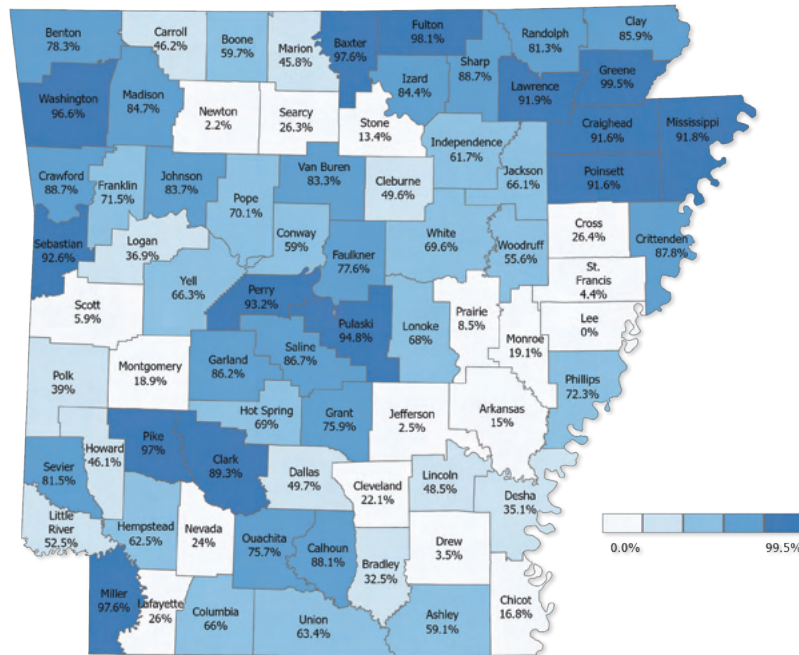 Benton
78.3%
Carroll
46.2%
Boone
59.7%
Marion
45.8%
Baxter
97.6%
Fulton
98.1%
Randolph
81.3%
Clay
85.9%
Washington
96.6%
Madison
84.7%
Newton
2.2%
Searcy
26.3%
Stone
13.4%
Izard
84.4%
Sharp
88.7%
Lawrence
91.9%
Greene
99.5%
Craighead
91.6%
Mississippi
91.8%
Crawford
88.7%
Franklin
71.5%
Johnson
83.7%
Pope
70.1%
Van Buren
83.3%
Cleburne
49.6%
Independence
61.7%
Jackson
66.1%
Poinsett
91.6%
Sebastian
92.6%
Logan
36.9%
Yell
66.3%
Conway
59%
Faulkner
77.6%
White
69.6%
Woodruff
55.6%
Cross
26.4%
Crittenden
87.8%
Scott
5.9%
Perry
93.2%
Pulaski
94.8%
Lonoke
68%
Prairie
8.5%
Monroe
19.1%
St.
Francis
4.4%
Lee
0%
Polk
39%
Montgomery
18.9%
Garland
86.2%
Saline
86.7%
Phillips
72.3%
Hot Spring
69%
Grant
75.9%
Jefferson
2.5%
Arkansas
15%
Sevier
81.5%
Howard
46.1%
Pike
97%
Clark
89.3%
Dallas
49.7%
Cleveland
22.1%
Lincoln
48.5%
Desha
35.1%
Little
River
52.5%
Hempstead
62.5%
Nevada
24%
Ouachita
75.7%
Calhoun
88.1%
Bradley
32.5%
Drew
3.5%
Miller
97.6%
Lafayette
26%
Columbia
66%
Union
63.4%
Ashley
59.1%
Chicot
16.8%
0.0%
99.5%